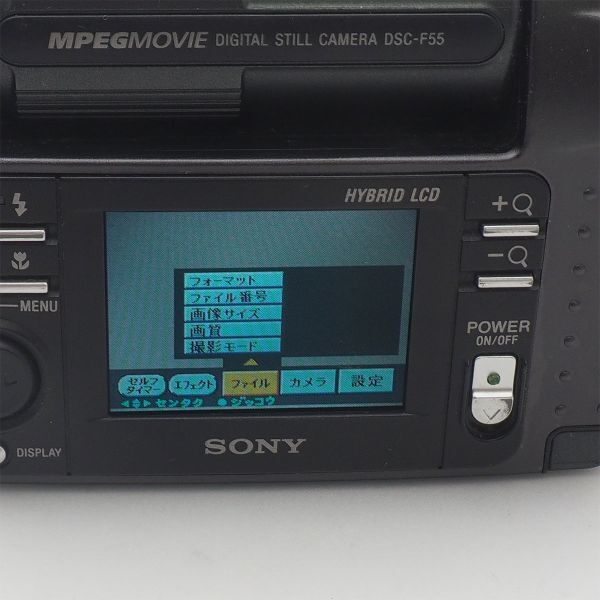 MPEGMOVIE DIGITAL STILL CAMERA DSC-F55
HYBRID LCD
MENU
DISPLAY
フォーマット
ファイル番号
画像サイズ
画質
撮影モード
セルフタイマー エフェクト ファイル カメラ 設定
センタク ●ジッコウ
SONY
+
-
POWER
ON/OFF